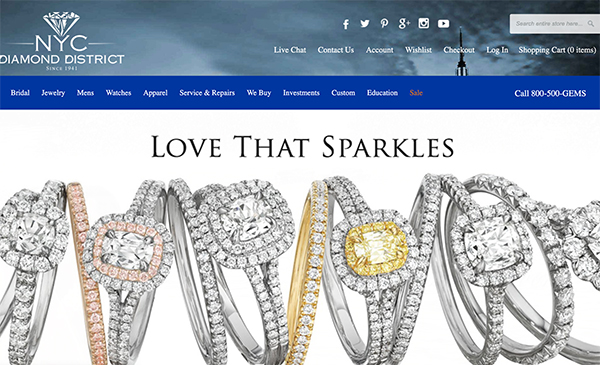 NYC
DIAMOND DISTRICT
SINCE 1941
Search entire store here...
Live Chat Contact Us Account Wishlist Checkout Log In Shopping Cart (0 items)
Bridal Jewelry Mens Watches Apparel Service & Repairs We Buy Investments Custom Education Sale Call 800-500-GEMS
LOVE THAT SPARKLES